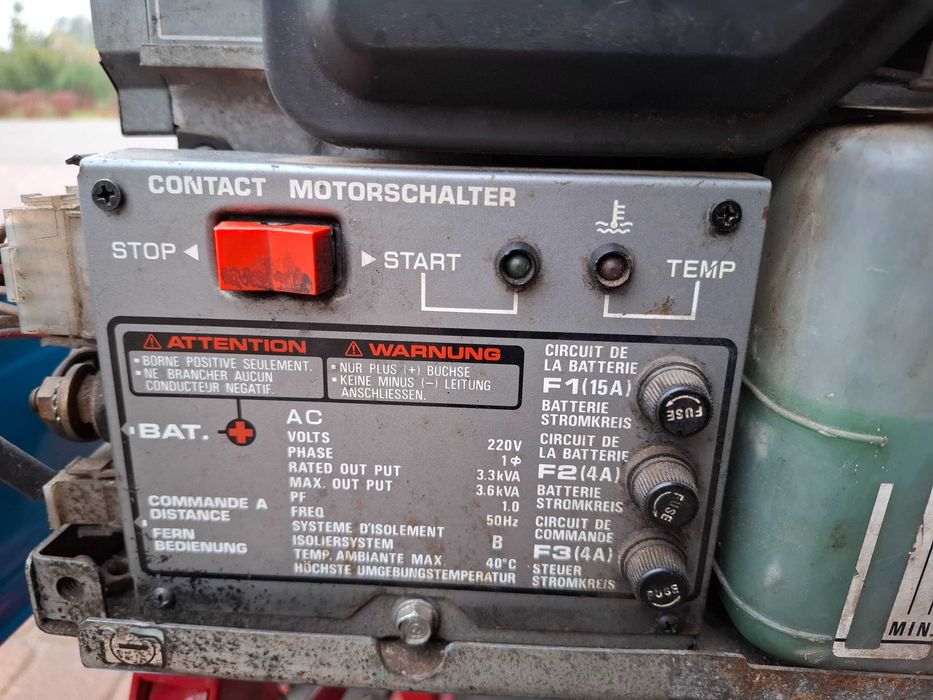 CONTACT MOTORSCHALTER
STOP ◀ ▶ START
TEMP
⚠ ATTENTION
• BORNE POSITIVE SEULEMENT.
• NE BRANCHER AUCUN
CONDUCTEUR NEGATIF.
⚠ WARNUNG
• NUR PLUS (+) BUCHSE
• KEINE MINUS (–) LEITUNG
ANSCHLIESSEN.
◀ BAT.
COMMANDE A
DISTANCE
FERN
BEDIENUNG
AC
VOLTS 220V
PHASE 1ϕ
RATED OUT PUT 3.3kVA
MAX. OUT PUT 3.6kVA
PF 1.0
FREQ 50Hz
SYSTEME D'ISOLEMENT
ISOLIERSYSTEM B
TEMP. AMBIANTE MAX. 40°C
HÖCHSTE UMGEBUNGSTEMPERATUR
CIRCUIT DE
LA BATTERIE
F1(15A)
BATTERIE
STROMKREIS
CIRCUIT DE
LA BATTERIE
F2(4A)
BATTERIE
STROMKREIS
CIRCUIT DE
COMMANDE
F3(4A)
STEUER
STROMKREIS
FUSE
FUSE
FUSE
MIN